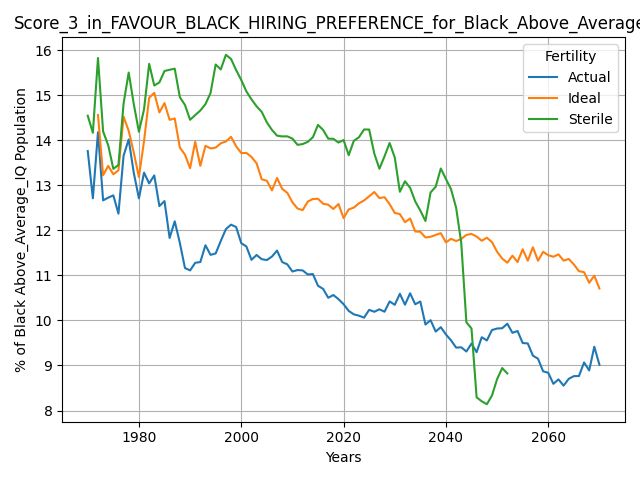 Score_3_in_FAVOUR_BLACK_HIRING_PREFERENCE_for_Black_Above_Average
% of Black Above_Average_IQ Population
16
15
14
13
12
11
10
9
8
Fertility
Actual
Ideal
Sterile
1980
2000
2020
2040
2060
Years